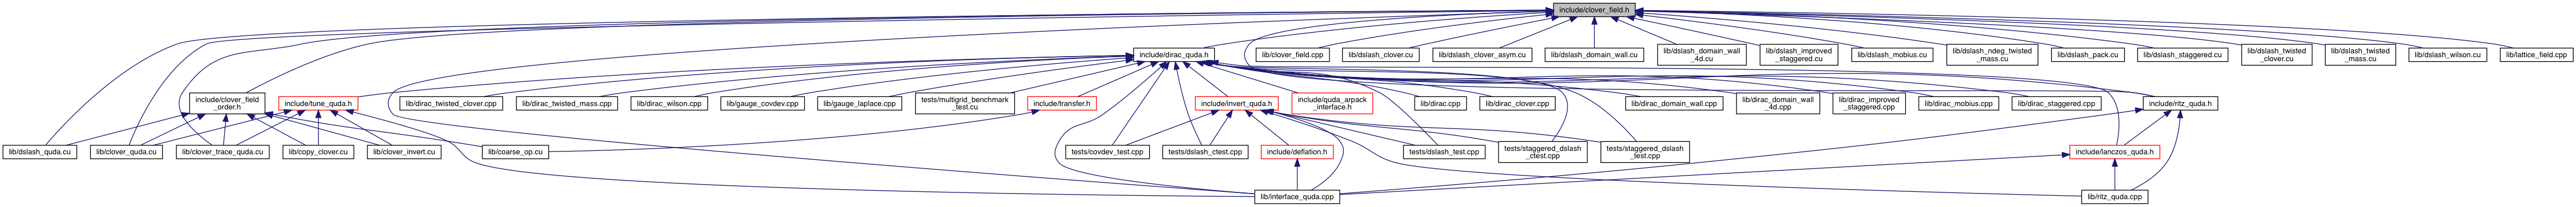 include/clover_field.h
include/dirac_quda.h
lib/clover_field.cpp
lib/dslash_clover.cu
lib/dslash_clover_asym.cu
lib/dslash_domain_wall.cu
lib/dslash_domain_wall
_4d.cu
lib/dslash_improved
_staggered.cu
lib/dslash_mobius.cu
lib/dslash_ndeg_twisted
_mass.cu
lib/dslash_pack.cu
lib/dslash_staggered.cu
lib/dslash_twisted
_clover.cu
lib/dslash_twisted
_mass.cu
lib/dslash_wilson.cu
lib/lattice_field.cpp
include/clover_field
_order.h
include/tune_quda.h
lib/dirac_twisted_clover.cpp
lib/dirac_twisted_mass.cpp
lib/dirac_wilson.cpp
lib/gauge_covdev.cpp
lib/gauge_laplace.cpp
tests/multigrid_benchmark
_test.cu
include/transfer.h
include/invert_quda.h
include/quda_arpack
_interface.h
lib/dirac.cpp
lib/dirac_clover.cpp
lib/dirac_domain_wall.cpp
lib/dirac_domain_wall
_4d.cpp
lib/dirac_improved
_staggered.cpp
lib/dirac_mobius.cpp
lib/dirac_staggered.cpp
include/ritz_quda.h
lib/dslash_quda.cu
lib/clover_quda.cu
lib/clover_trace_quda.cu
lib/copy_clover.cu
lib/clover_invert.cu
lib/coarse_op.cu
tests/covdev_test.cpp
tests/dslash_ctest.cpp
include/deflation.h
tests/dslash_test.cpp
tests/staggered_dslash
_ctest.cpp
tests/staggered_dslash
_test.cpp
include/lanczos_quda.h
lib/interface_quda.cpp
lib/ritz_quda.cpp